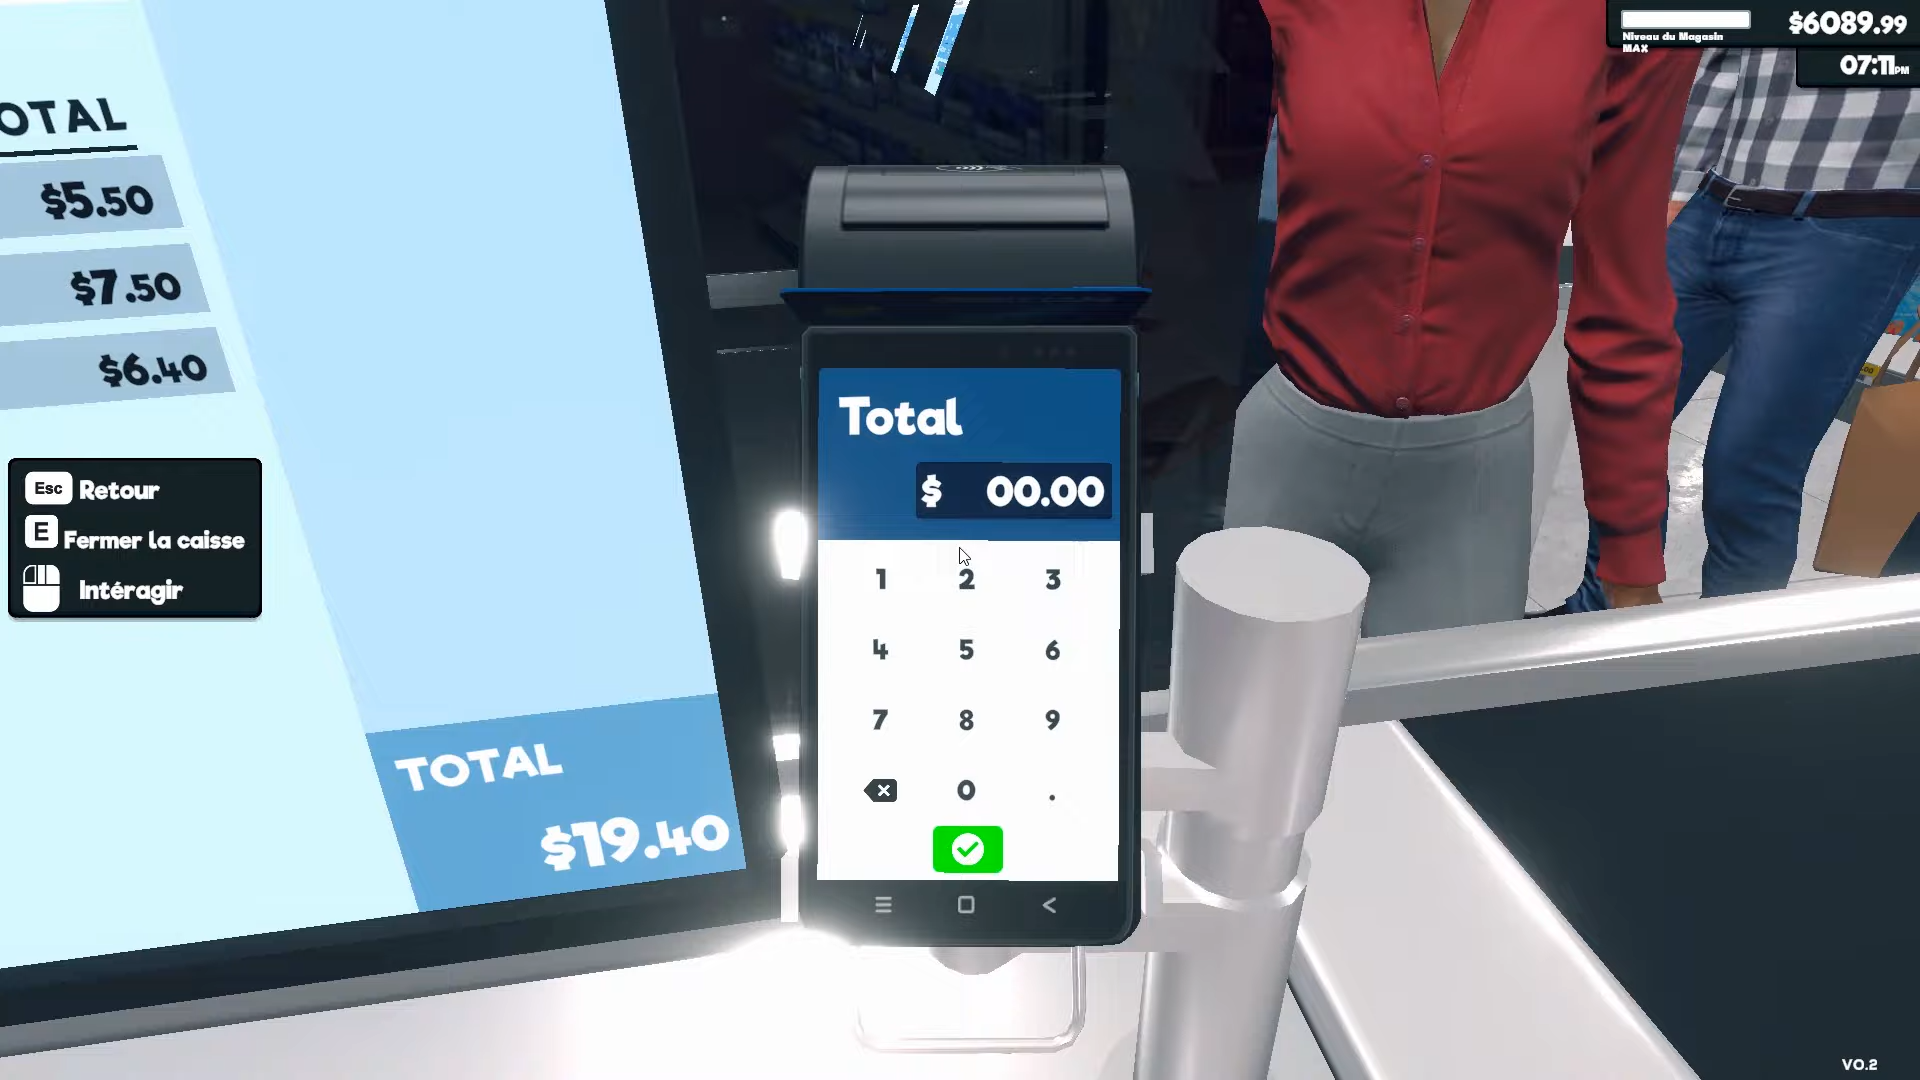 Niveau du Magasin
MAX
$6089.99
07:11PM
OTAL
$5.50
$7.50
$6.40
Esc Retour
E Fermer la caisse
Intéragir
TOTAL
$19.40
Total
$ 00.00
1 2 3
4 5 6
7 8 9
0 .
V0.2